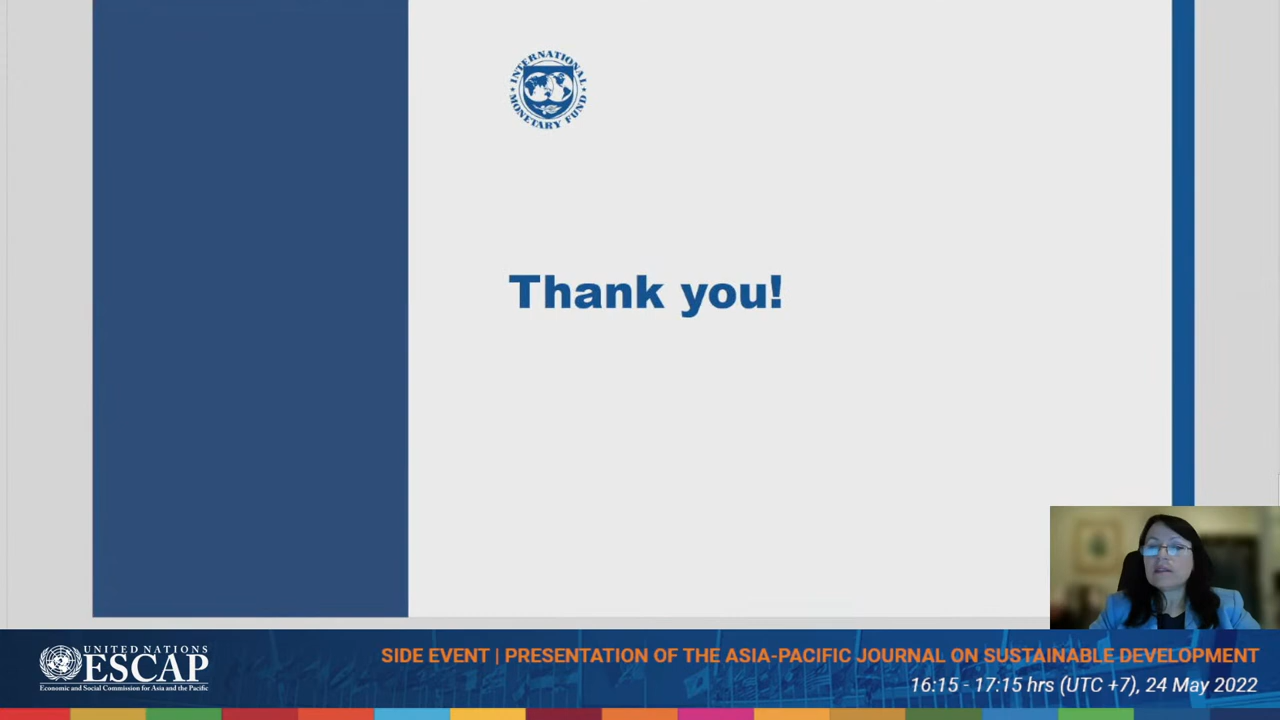 INTERNATIONAL
MONETARY FUND
Thank you!
UNITED NATIONS
ESCAP
Economic and Social Commission for Asia and the Pacific
SIDE EVENT | PRESENTATION OF THE ASIA-PACIFIC JOURNAL ON SUSTAINABLE DEVELOPMENT
16:15 - 17:15 hrs (UTC +7), 24 May 2022